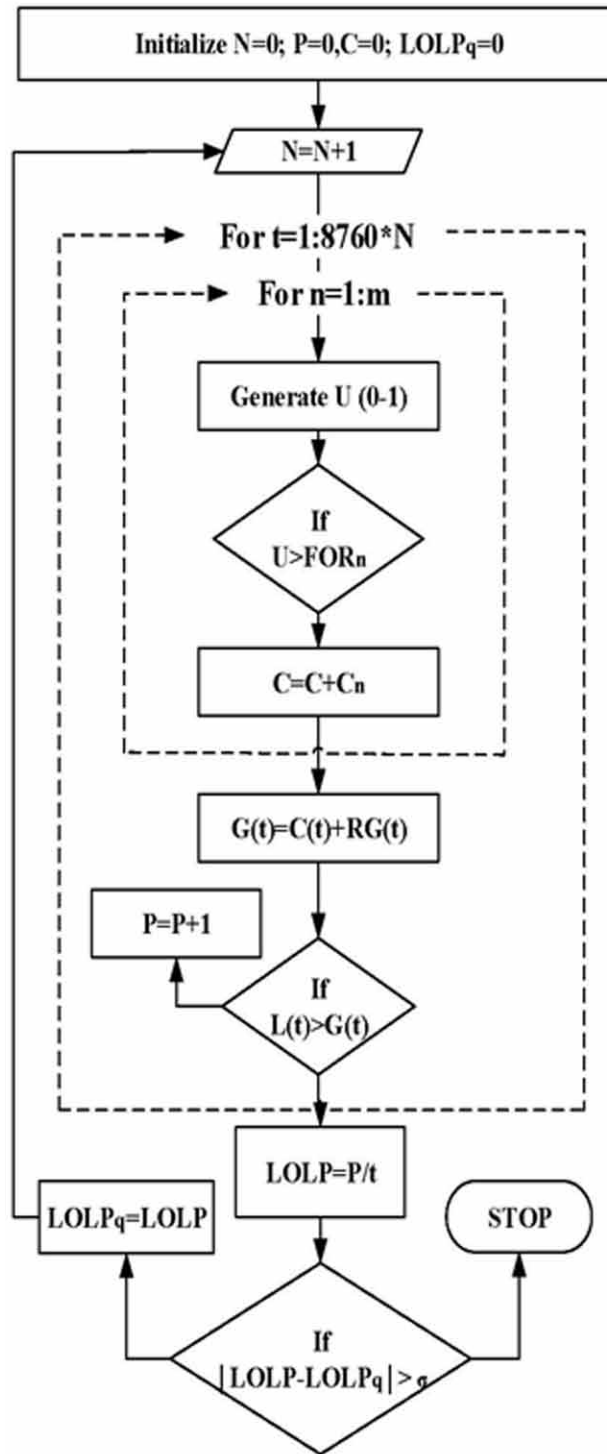 Initialize N=0; P=0,C=0; LOLPq=0
N=N+1
For t=1:8760*N
For n=1:m
Generate U (0-1)
If
U>FORn
C=C+Cn
G(t)=C(t)+RG(t)
P=P+1
If
L(t)>G(t)
LOLP=P/t
LOLPq=LOLP
STOP
If
|LOLP-LOLPq|>σ